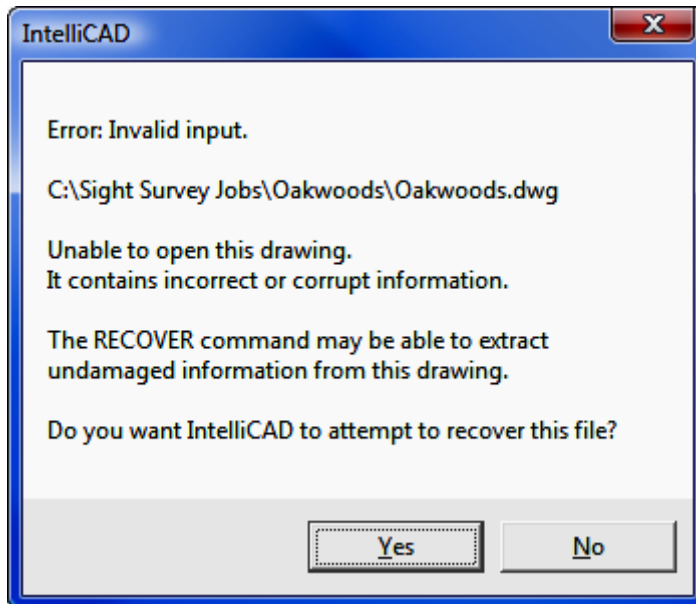 IntelliCAD
Error: Invalid input.
C:\Sight Survey Jobs\Oakwoods\Oakwoods.dwg
Unable to open this drawing.
It contains incorrect or corrupt information.
The RECOVER command may be able to extract
undamaged information from this drawing.
Do you want IntelliCAD to attempt to recover this file?
Yes
No